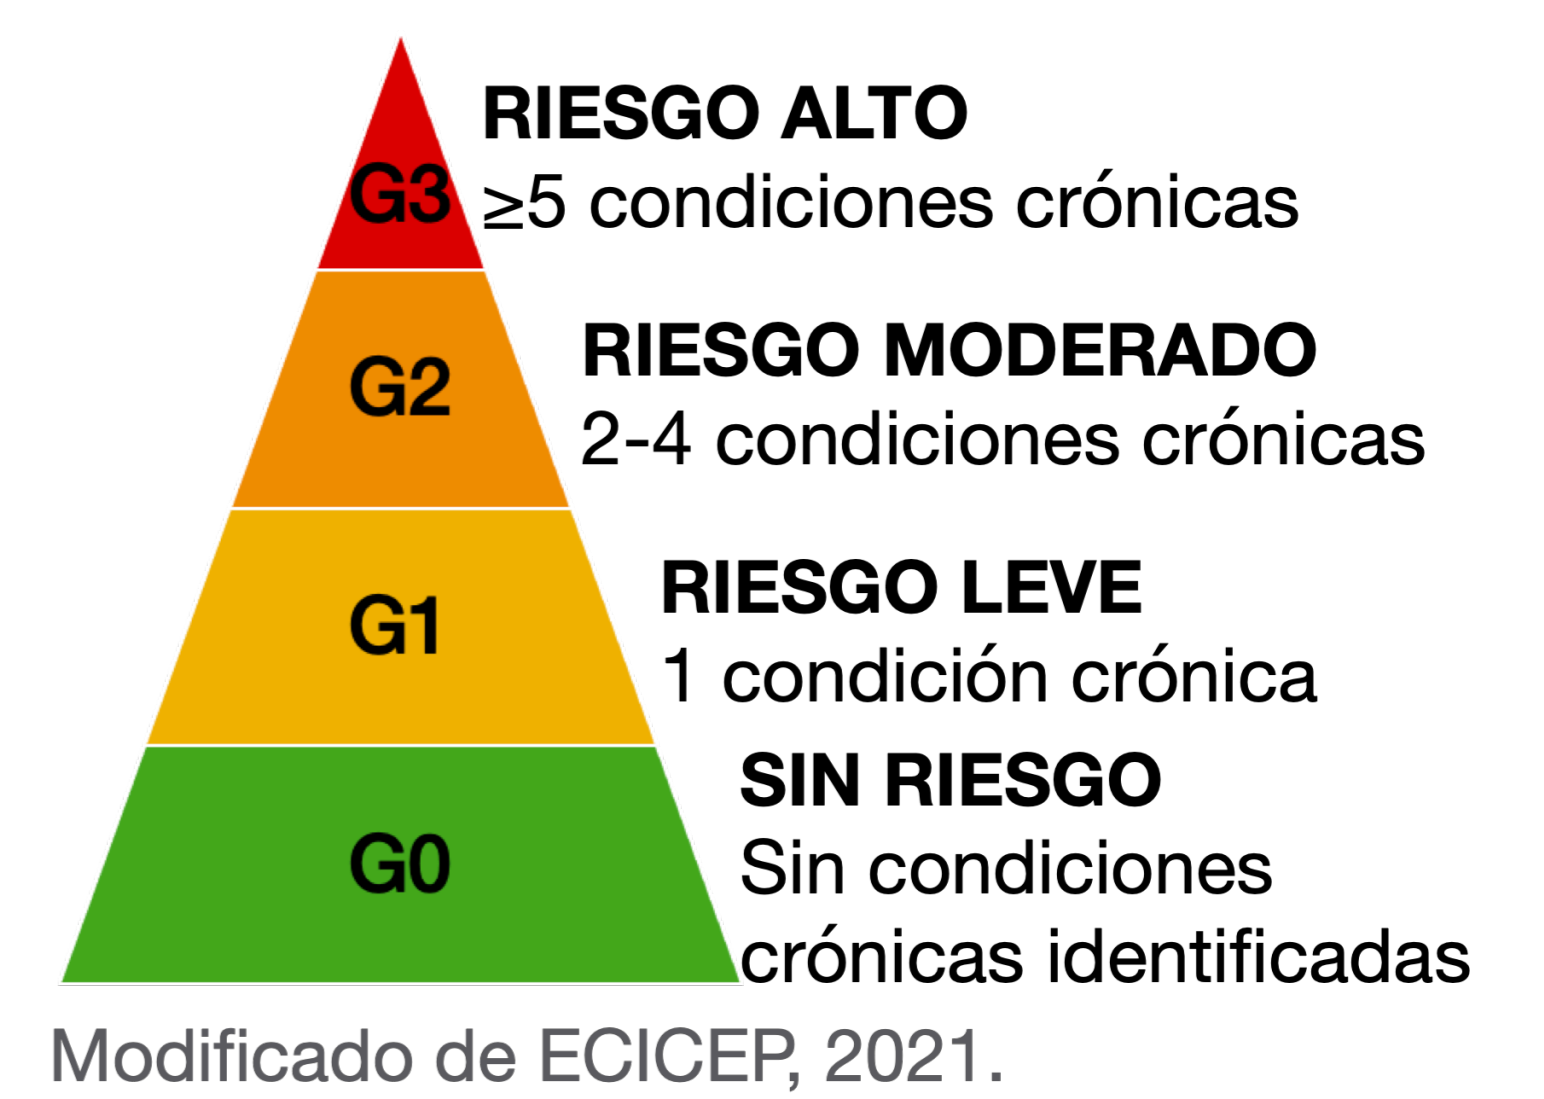 RIESGO ALTO
G3
≥5 condiciones crónicas
RIESGO MODERADO
G2
2-4 condiciones crónicas
RIESGO LEVE
G1
1 condición crónica
SIN RIESGO
G0
Sin condiciones
crónicas identificadas
Modificado de ECICEP, 2021.